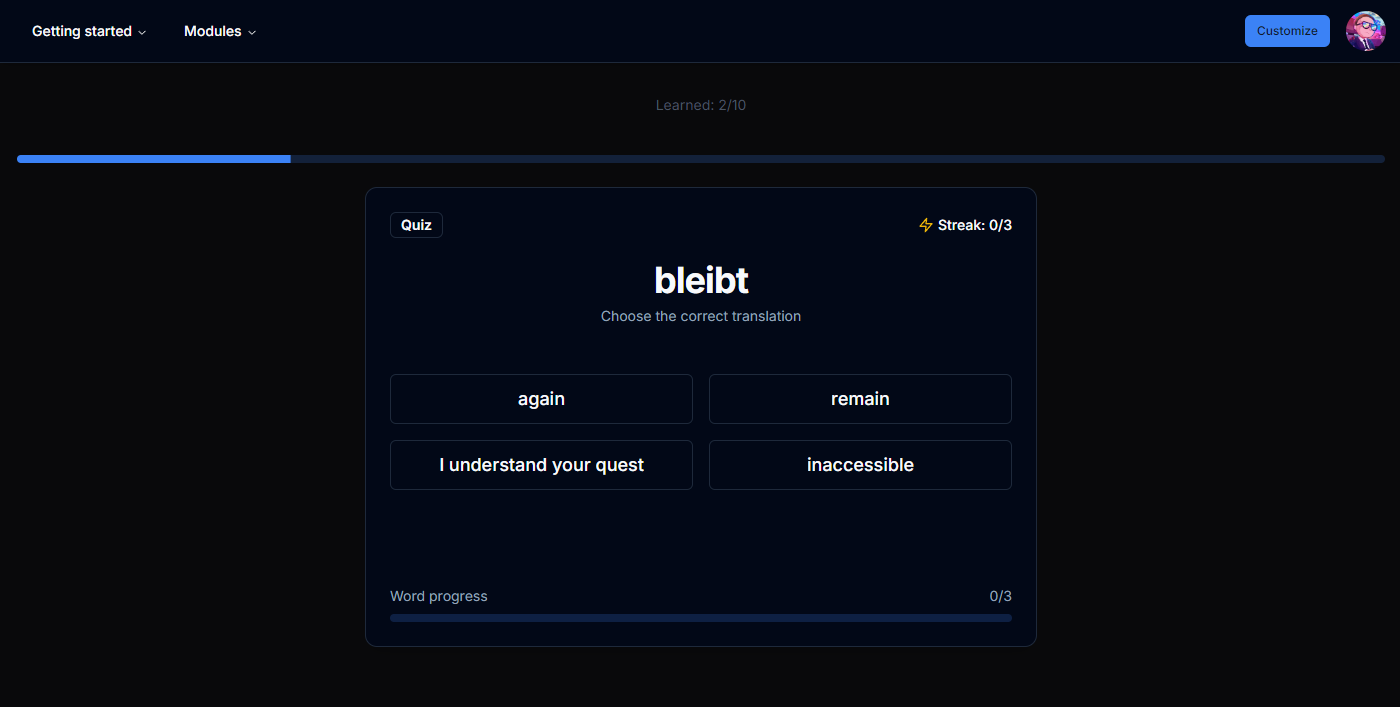 Getting started Modules Customize
Learned: 2/10
Quiz Streak: 0/3
bleibt
Choose the correct translation
again remain
I understand your quest inaccessible
Word progress 0/3